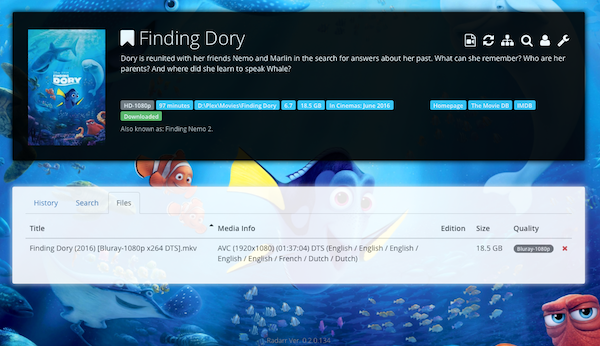 Finding Dory
Dory is reunited with her friends Nemo and Marlin in the search for answers about her past. What can she remember? Who are her
parents? And where did she learn to speak Whale?
FINDING
DORY
HD-1080p 97 minutes D:\Plex\Movies\Finding Dory 6.7 18.5 GB In Cinemas: June 2016 Homepage The Movie DB IMDB
Downloaded
Also known as: Finding Nemo 2.
History Search Files
Title Media Info Edition Size Quality
Finding Dory (2016) [Bluray-1080p x264 DTS].mkv AVC (1920x1080) (01:37:04) DTS (English / English / English / 18.5 GB Bluray-1080p
English / English / French / Dutch / Dutch)
Radarr Ver. 0.2.0.134